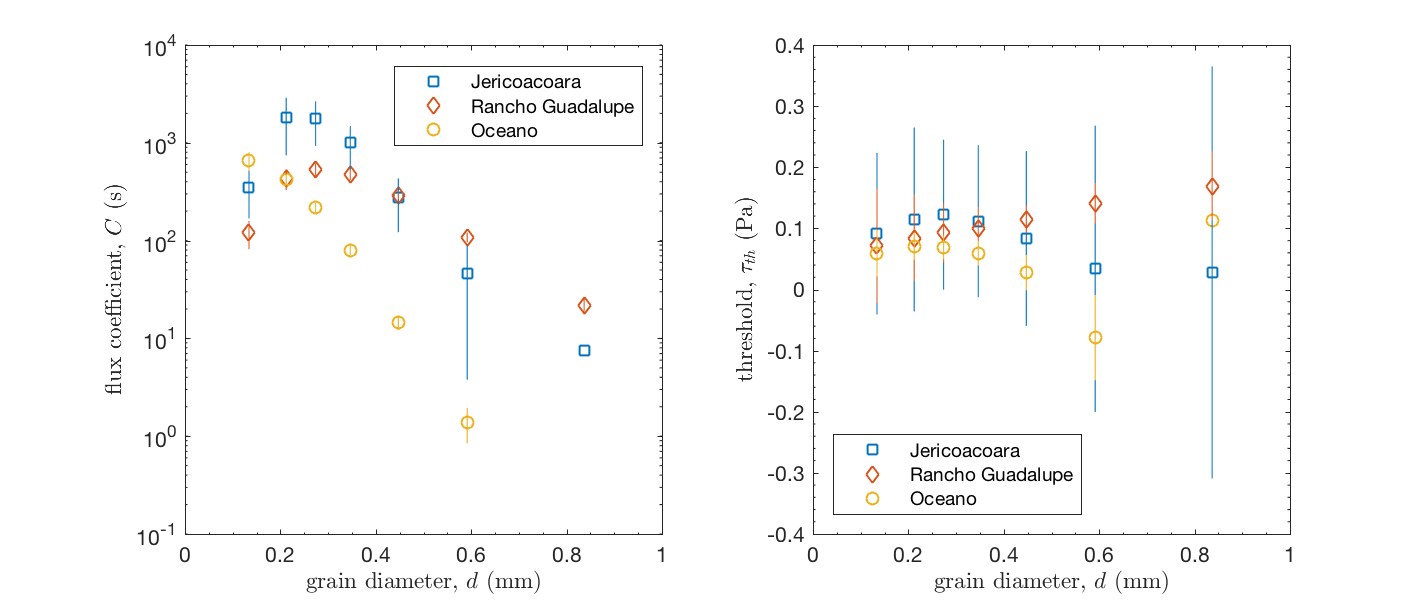 10^4
10^3
10^2
10^1
10^0
10^-1
flux coefficient, C (s)
0 0.2 0.4 0.6 0.8 1
grain diameter, d (mm)
Jericoacoara
Rancho Guadalupe
Oceano
0.4
0.3
0.2
0.1
0
-0.1
-0.2
-0.3
-0.4
threshold, τ_th (Pa)
0 0.2 0.4 0.6 0.8 1
grain diameter, d (mm)
Jericoacoara
Rancho Guadalupe
Oceano